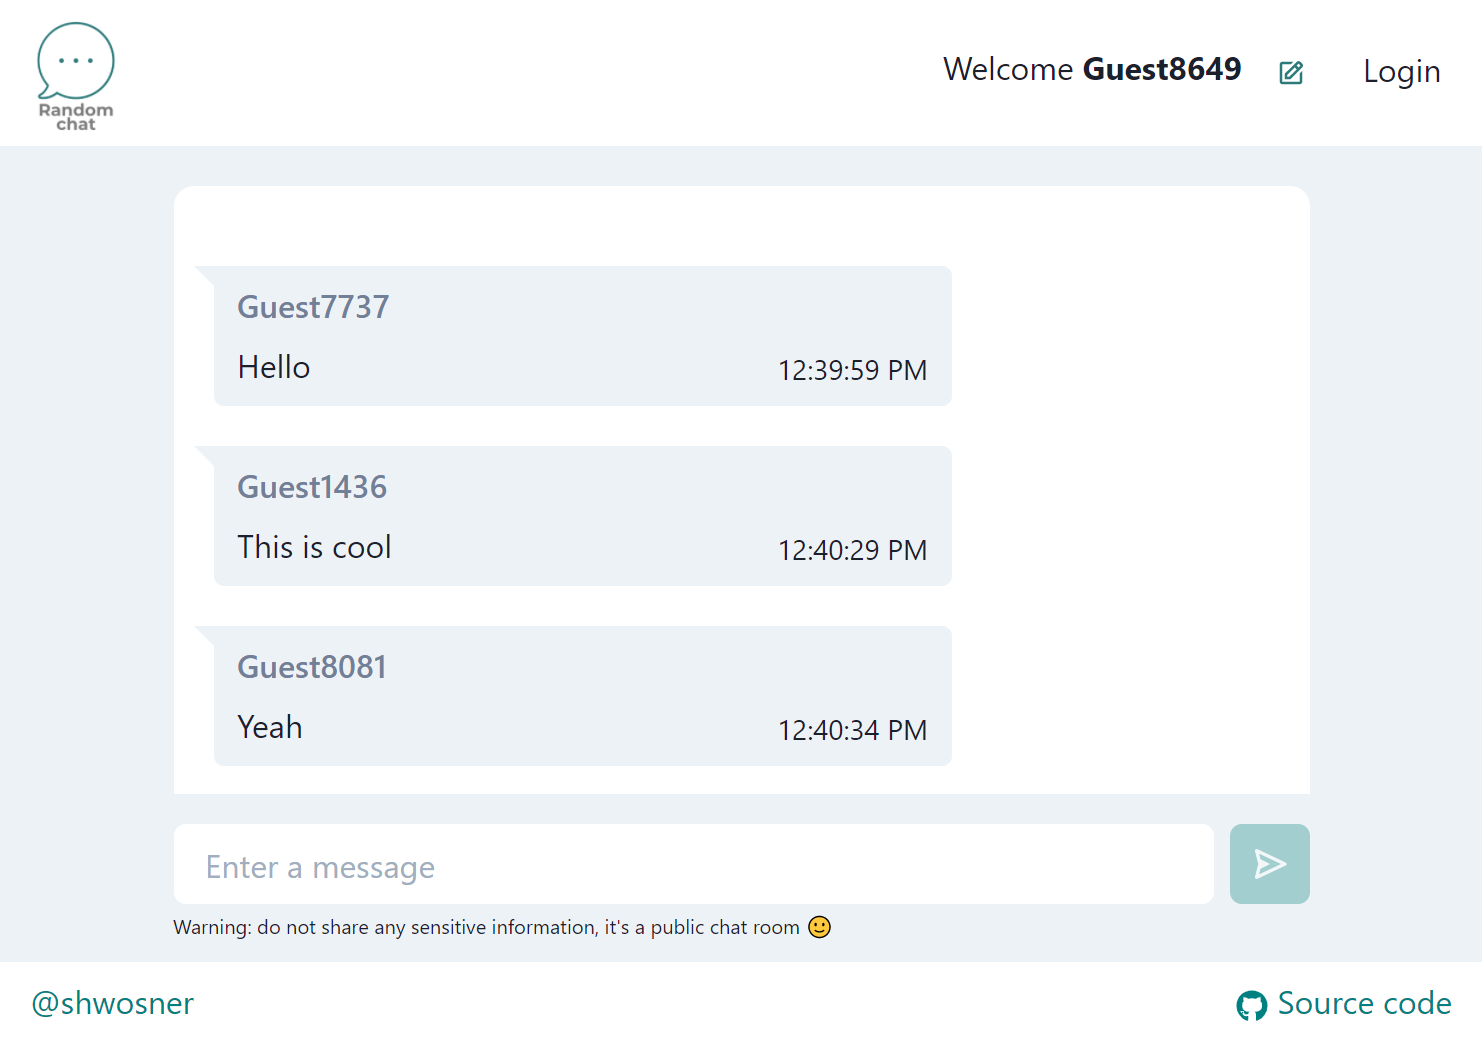 Random
chat
Welcome Guest8649
Login
Guest7737
Hello
12:39:59 PM
Guest1436
This is cool
12:40:29 PM
Guest8081
Yeah
12:40:34 PM
Enter a message
Warning: do not share any sensitive information, it's a public chat room 🙂
@shwosner
Source code